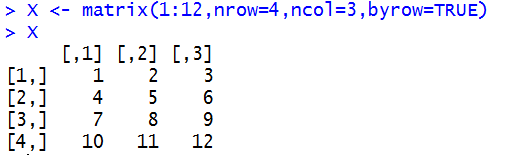 > X <- matrix(1:12,nrow=4,ncol=3,byrow=TRUE)
> X
     [,1] [,2] [,3]
[1,]    1    2    3
[2,]    4    5    6
[3,]    7    8    9
[4,]   10   11   12